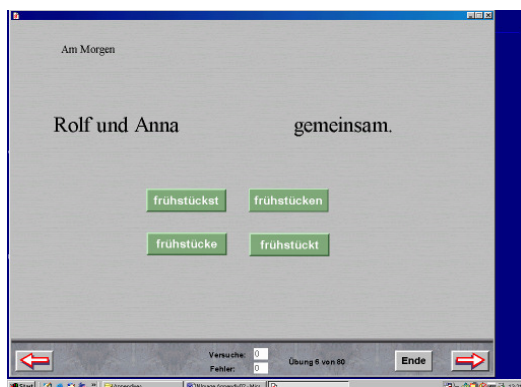 Am Morgen
Rolf und Anna gemeinsam.
frühstückst frühstücken
frühstücke frühstückt
Versuche: 0
Fehler: 0
Übung 6 von 80
Ende
Start